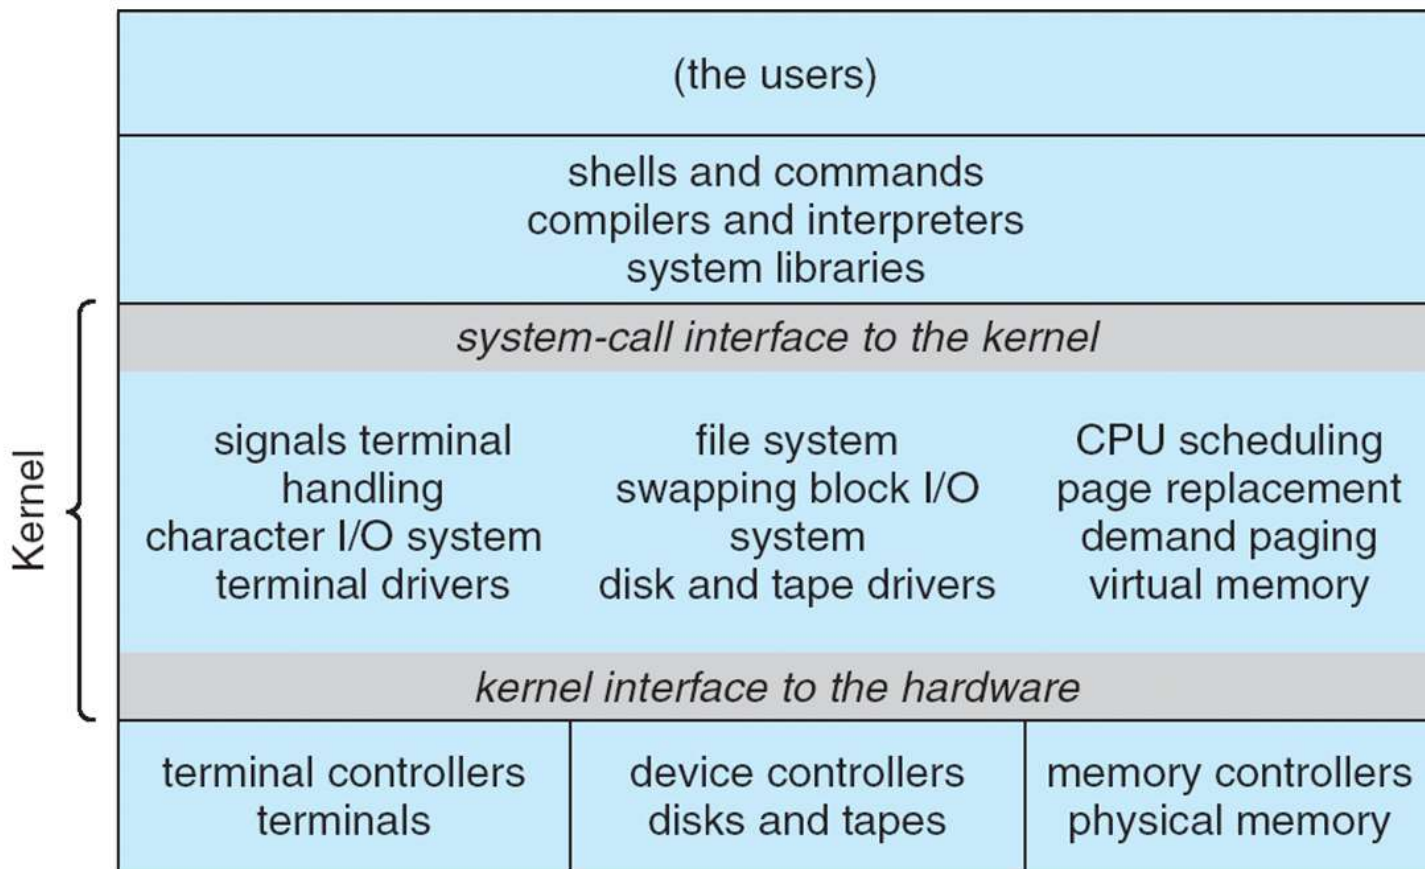 (the users)
shells and commands
compilers and interpreters
system libraries
system-call interface to the kernel
Kernel
signals terminal
handling
character I/O system
terminal drivers
file system
swapping block I/O
system
disk and tape drivers
CPU scheduling
page replacement
demand paging
virtual memory
kernel interface to the hardware
terminal controllers
terminals
device controllers
disks and tapes
memory controllers
physical memory